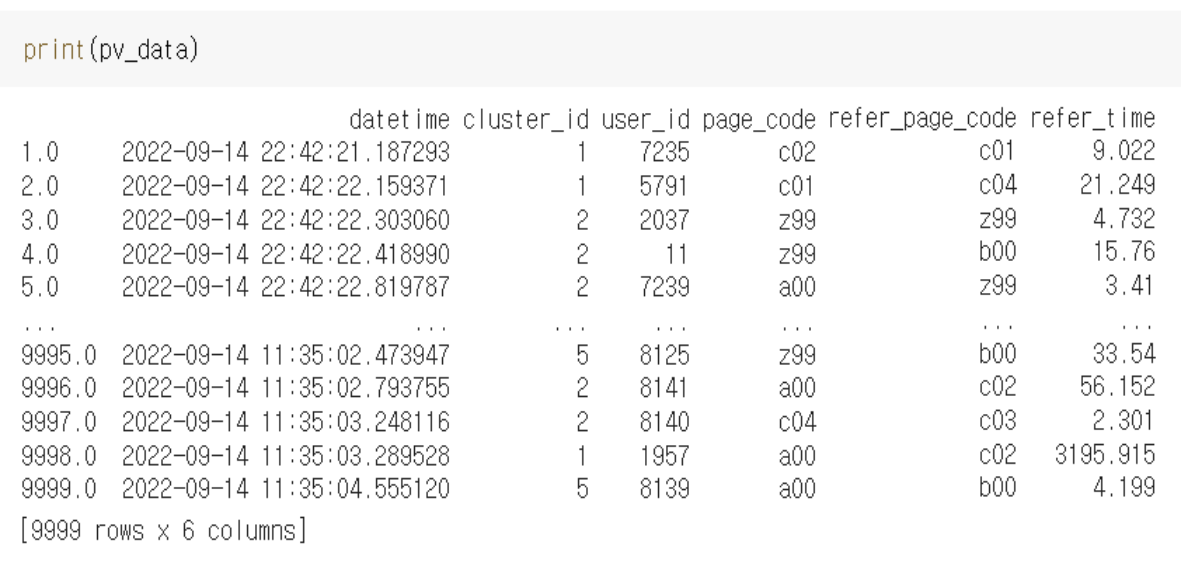 print(pv_data)
datetime cluster_id user_id page_code refer_page_code refer_time
1.0 2022-09-14 22:42:21.187293 1 7235 c02 c01 9.022
2.0 2022-09-14 22:42:22.159371 1 5791 c01 c04 21.249
3.0 2022-09-14 22:42:22.303060 2 2037 z99 z99 4.732
4.0 2022-09-14 22:42:22.418990 2 11 z99 b00 15.76
5.0 2022-09-14 22:42:22.819787 2 7239 a00 z99 3.41
... ... ... ... ... ... ...
9995.0 2022-09-14 11:35:02.473947 5 8125 z99 b00 33.54
9996.0 2022-09-14 11:35:02.793755 2 8141 a00 c02 56.152
9997.0 2022-09-14 11:35:03.248116 2 8140 c04 c03 2.301
9998.0 2022-09-14 11:35:03.289528 1 1957 a00 c02 3195.915
9999.0 2022-09-14 11:35:04.555120 5 8139 a00 b00 4.199
[9999 rows x 6 columns]